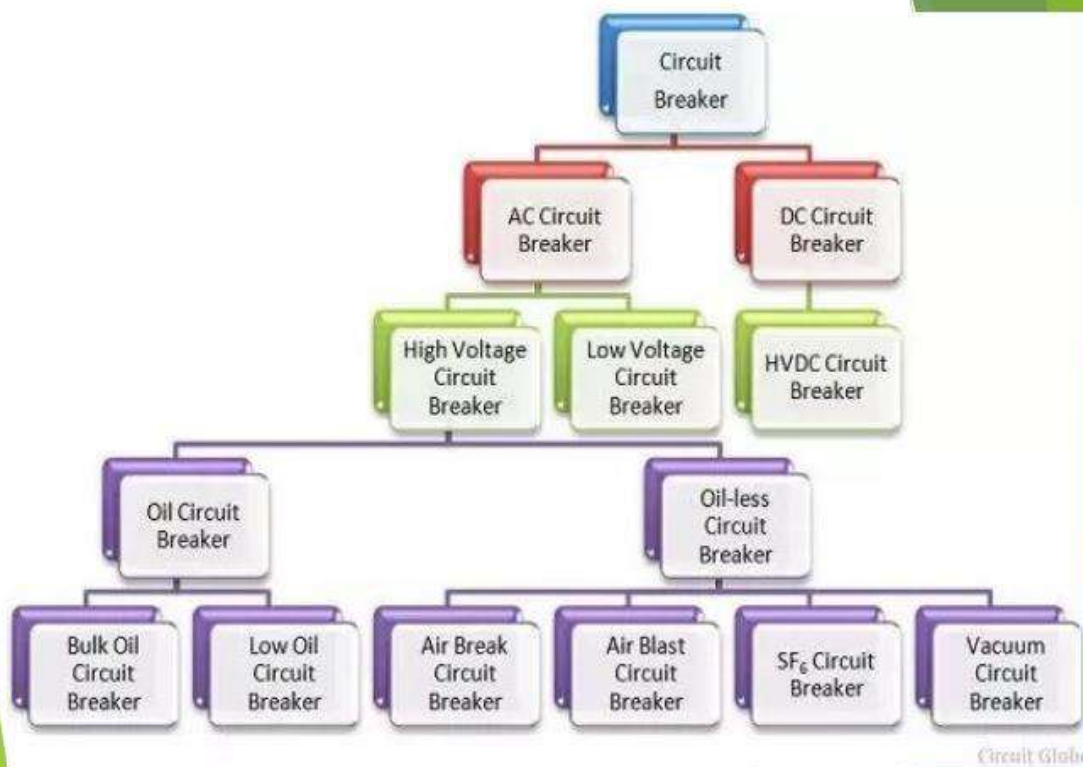 Circuit
Breaker
AC Circuit
Breaker
DC Circuit
Breaker
High Voltage
Circuit
Breaker
Low Voltage
Circuit
Breaker
HVDC Circuit
Breaker
Oil Circuit
Breaker
Oil-less
Circuit
Breaker
Bulk Oil
Circuit
Breaker
Low Oil
Circuit
Breaker
Air Break
Circuit
Breaker
Air Blast
Circuit
Breaker
SF₆ Circuit
Breaker
Vacuum
Circuit
Breaker
Circuit Globe